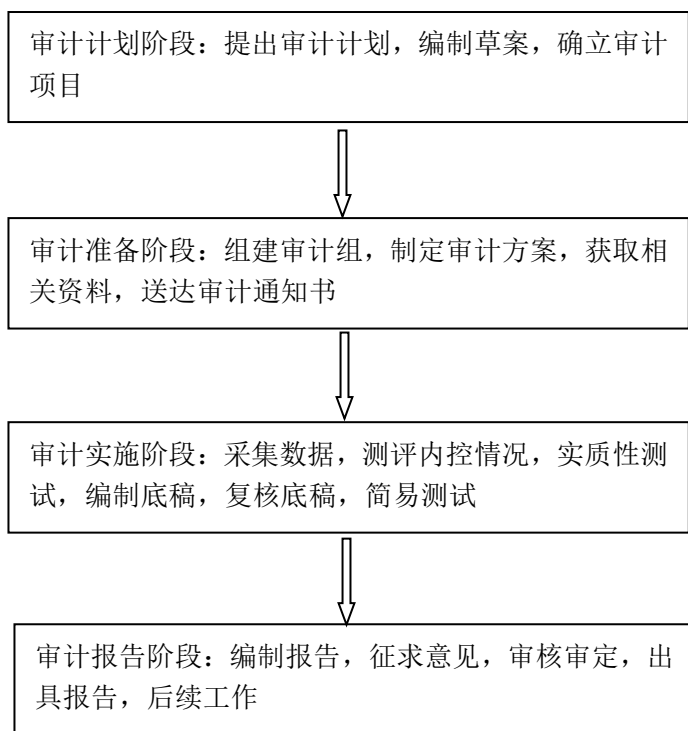 审计计划阶段：提出审计计划，编制草案，确立审计
项目
审计准备阶段：组建审计组，制定审计方案，获取相
关资料，送达审计通知书
审计实施阶段：采集数据，测评内控情况，实质性测
试，编制底稿，复核底稿，简易测试
审计报告阶段：编制报告，征求意见，审核审定，出
具报告，后续工作